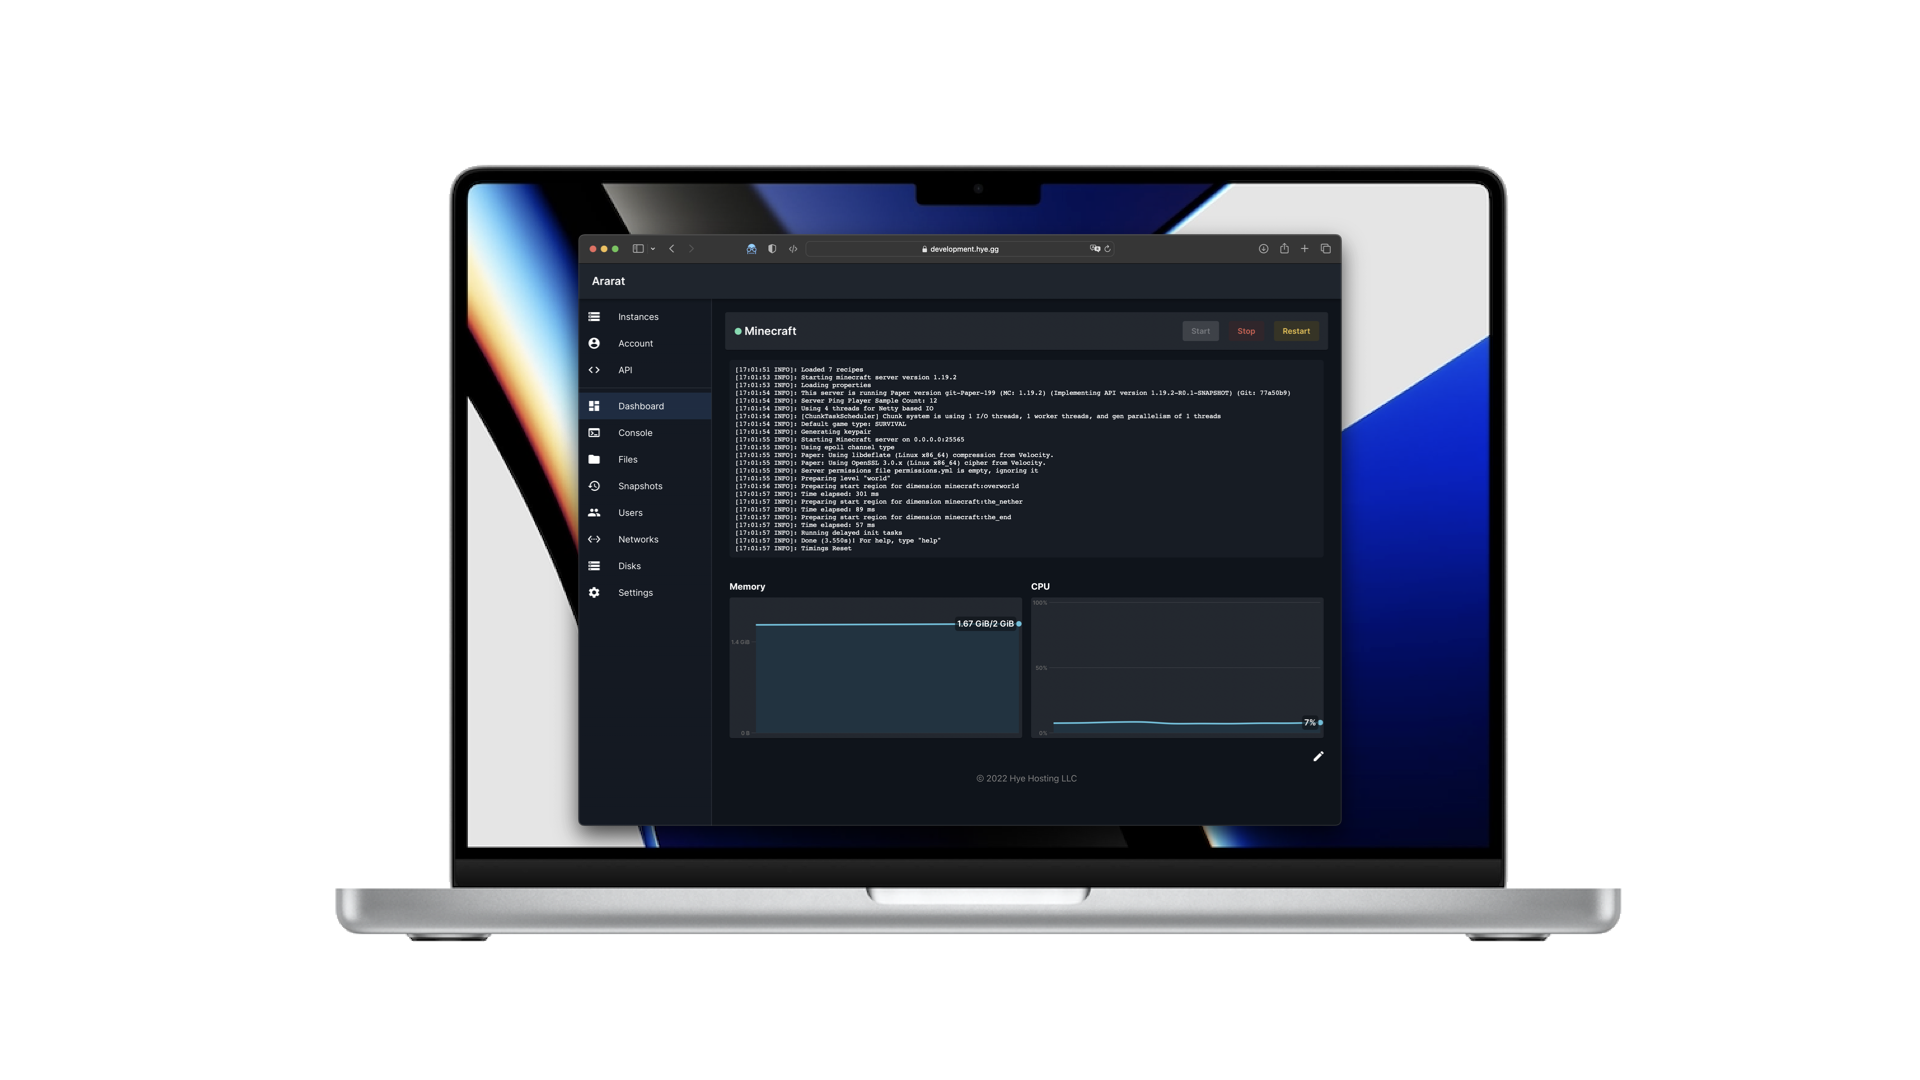 development.hye.gg
Ararat
Instances
Account
API
Dashboard
Console
Files
Snapshots
Users
Networks
Disks
Settings
Minecraft
Start
Stop
Restart
[17:01:51 INFO]: Loaded 7 recipes
[17:01:53 INFO]: Starting minecraft server version 1.19.2
[17:01:53 INFO]: Loading properties
[17:01:54 INFO]: This server is running Paper version git-Paper-199 (MC: 1.19.2) (Implementing API version 1.19.2-R0.1-SNAPSHOT) (Git: 77a50b9)
[17:01:54 INFO]: Server Ping Player Sample Count: 12
[17:01:54 INFO]: Using 4 threads for Netty based IO
[17:01:54 INFO]: [ChunkTaskScheduler] Chunk system is using 1 I/O threads, 1 worker threads, and gen parallelism of 1 threads
[17:01:54 INFO]: Default game type: SURVIVAL
[17:01:54 INFO]: Generating keypair
[17:01:55 INFO]: Starting Minecraft server on 0.0.0.0:25565
[17:01:55 INFO]: Using epoll channel type
[17:01:55 INFO]: Paper: Using libdeflate (Linux x86_64) compression from Velocity.
[17:01:55 INFO]: Paper: Using OpenSSL 3.0.x (Linux x86_64) cipher from Velocity.
[17:01:55 INFO]: Server permissions file permissions.yml is empty, ignoring it
[17:01:55 INFO]: Preparing level "world"
[17:01:56 INFO]: Preparing start region for dimension minecraft:overworld
[17:01:57 INFO]: Time elapsed: 301 ms
[17:01:57 INFO]: Preparing start region for dimension minecraft:the_nether
[17:01:57 INFO]: Time elapsed: 89 ms
[17:01:57 INFO]: Preparing start region for dimension minecraft:the_end
[17:01:57 INFO]: Time elapsed: 57 ms
[17:01:57 INFO]: Running delayed init tasks
[17:01:57 INFO]: Done (3.550s)! For help, type "help"
[17:01:57 INFO]: Timings Reset
Memory
1.67 GiB/2 GiB
1.4 GiB
0 B
CPU
100%
50%
7%
0%
© 2022 Hye Hosting LLC